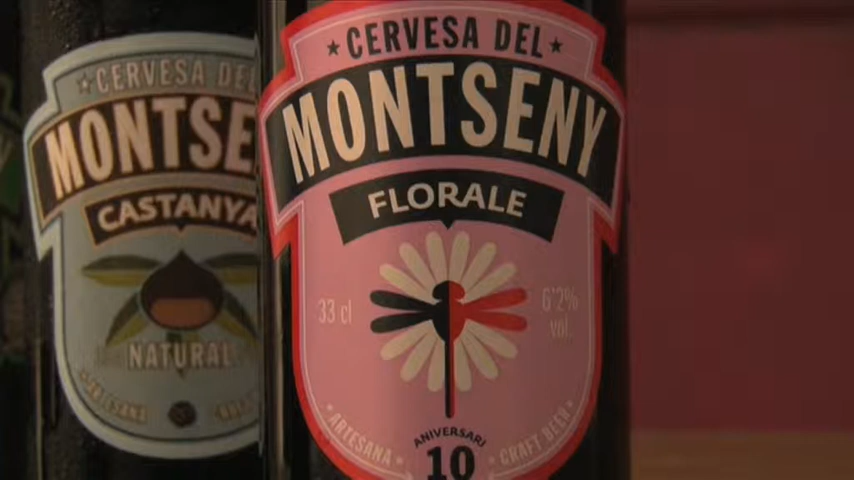 ★CERVESA DEL
MONTSE
CASTANYA
NATURAL
★CERVESA DEL★
MONTSENY
FLORALE
33 cl
6'2%
vol.
ARTESANA
CRAFT BEER
ANIVERSARI
10